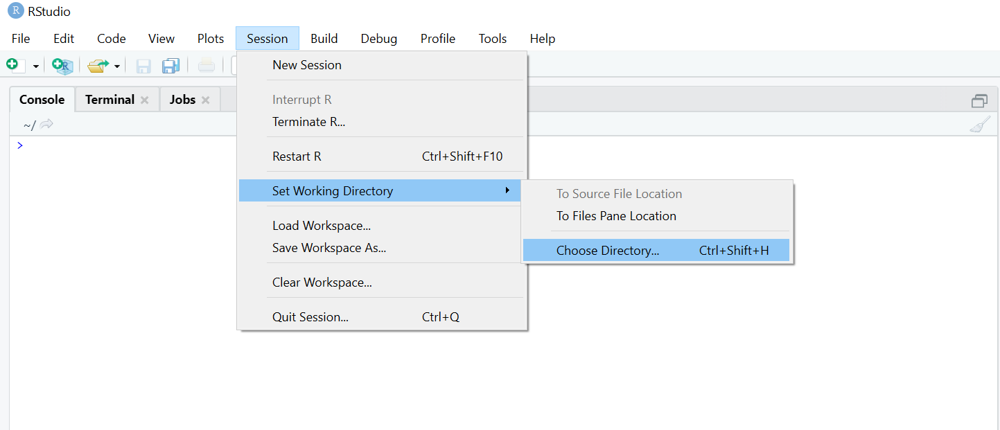 R RStudio
File Edit Code View Plots Session Build Debug Profile Tools Help
R
New Session
Console Terminal Jobs
Interrupt R
~/
Terminate R...
>
Restart R Ctrl+Shift+F10
Set Working Directory
To Source File Location
To Files Pane Location
Choose Directory... Ctrl+Shift+H
Load Workspace...
Save Workspace As...
Clear Workspace...
Quit Session... Ctrl+Q